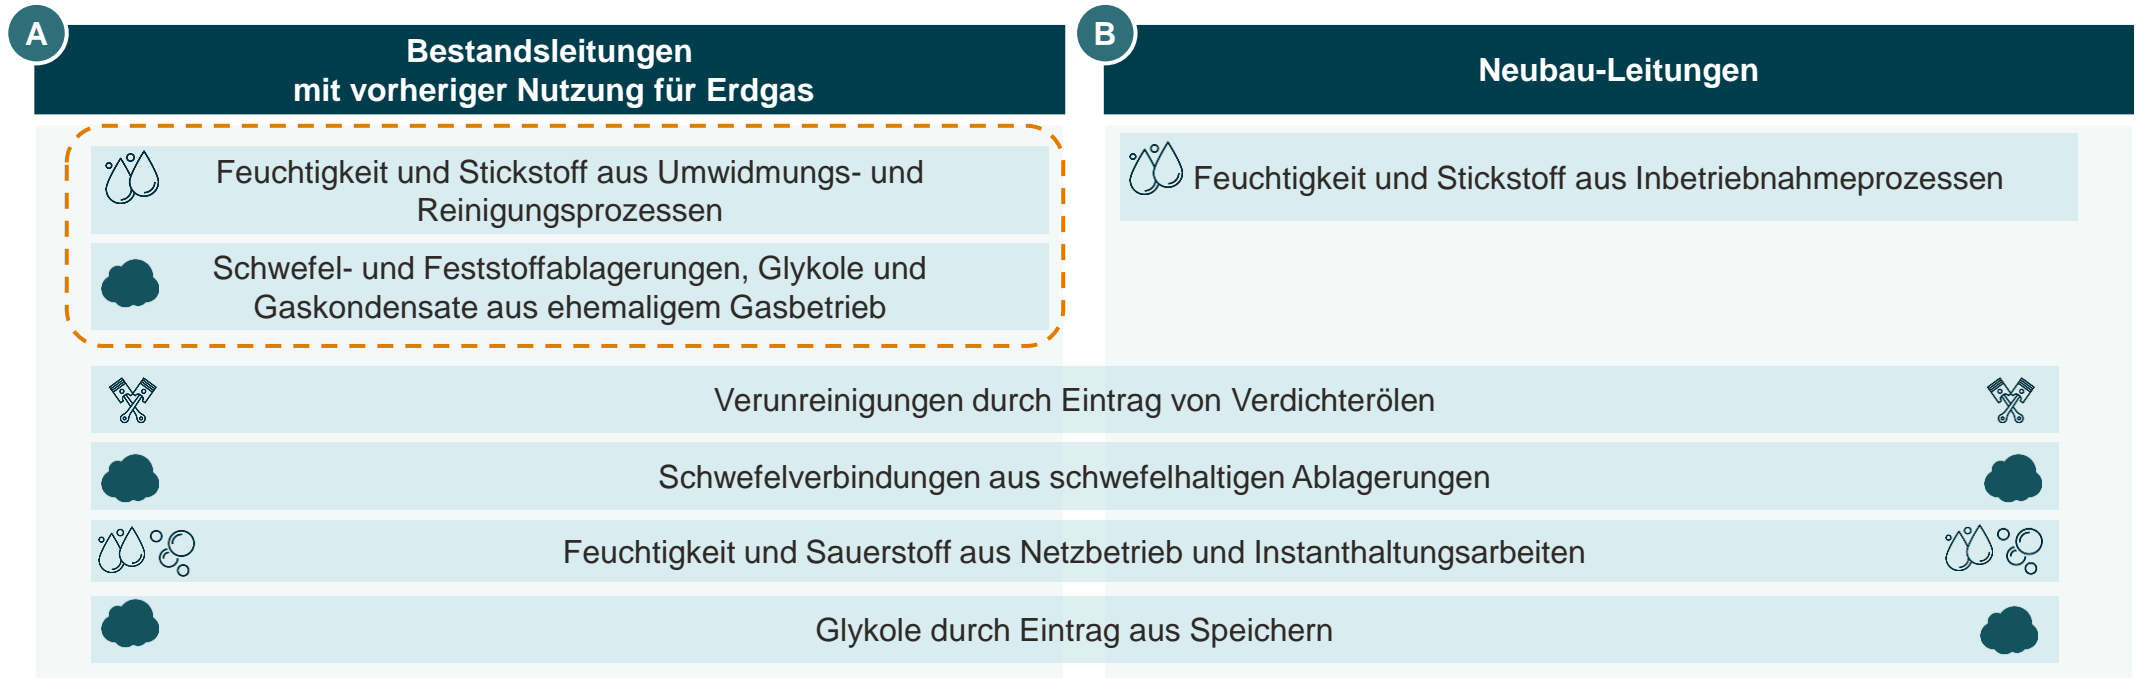 A
Bestandsleitungen
mit vorheriger Nutzung für Erdgas
B
Neubau-Leitungen
Feuchtigkeit und Stickstoff aus Umwidmungs- und
Reinigungsprozessen
Feuchtigkeit und Stickstoff aus Inbetriebnahmeprozessen
Schwefel- und Feststoffablagerungen, Glykole und
Gaskondensate aus ehemaligem Gasbetrieb
Verunreinigungen durch Eintrag von Verdichterölen
Schwefelverbindungen aus schwefelhaltigen Ablagerungen
Feuchtigkeit und Sauerstoff aus Netzbetrieb und Instanthaltungsarbeiten
Glykole durch Eintrag aus Speichern